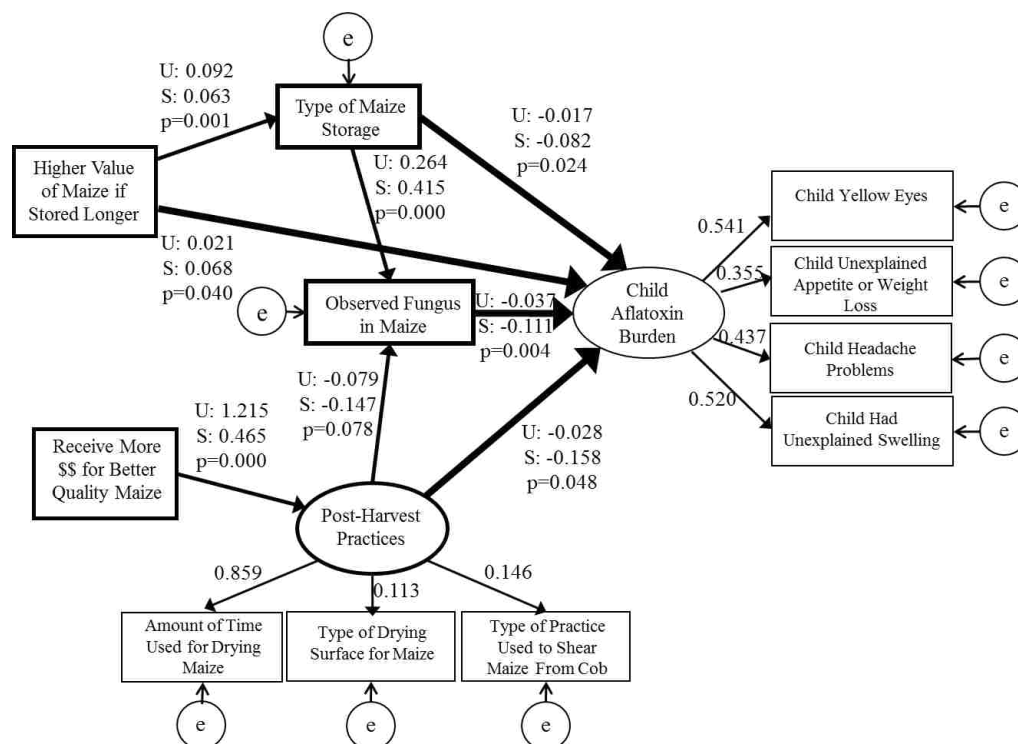 e
U: 0.092
S: 0.063
p=0.001
Type of Maize
Storage
U: -0.017
S: -0.082
p=0.024
Higher Value
of Maize if
Stored Longer
U: 0.264
S: 0.415
p=0.000
U: 0.021
S: 0.068
p=0.040
e
Observed Fungus
in Maize
U: -0.037
S: -0.111
p=0.004
Child
Aflatoxin
Burden
0.541
Child Yellow Eyes
e
0.355
Child Unexplained
Appetite or Weight
Loss
e
0.437
Child Headache
Problems
e
0.520
Child Had
Unexplained Swelling
e
U: -0.079
S: -0.147
p=0.078
Receive More
$$ for Better
Quality Maize
U: 1.215
S: 0.465
p=0.000
U: -0.028
S: -0.158
p=0.048
Post-Harvest
Practices
0.859
0.113
0.146
Amount of Time
Used for Drying
Maize
Type of Drying
Surface for Maize
Type of Practice
Used to Shear
Maize From Cob
e
e
e